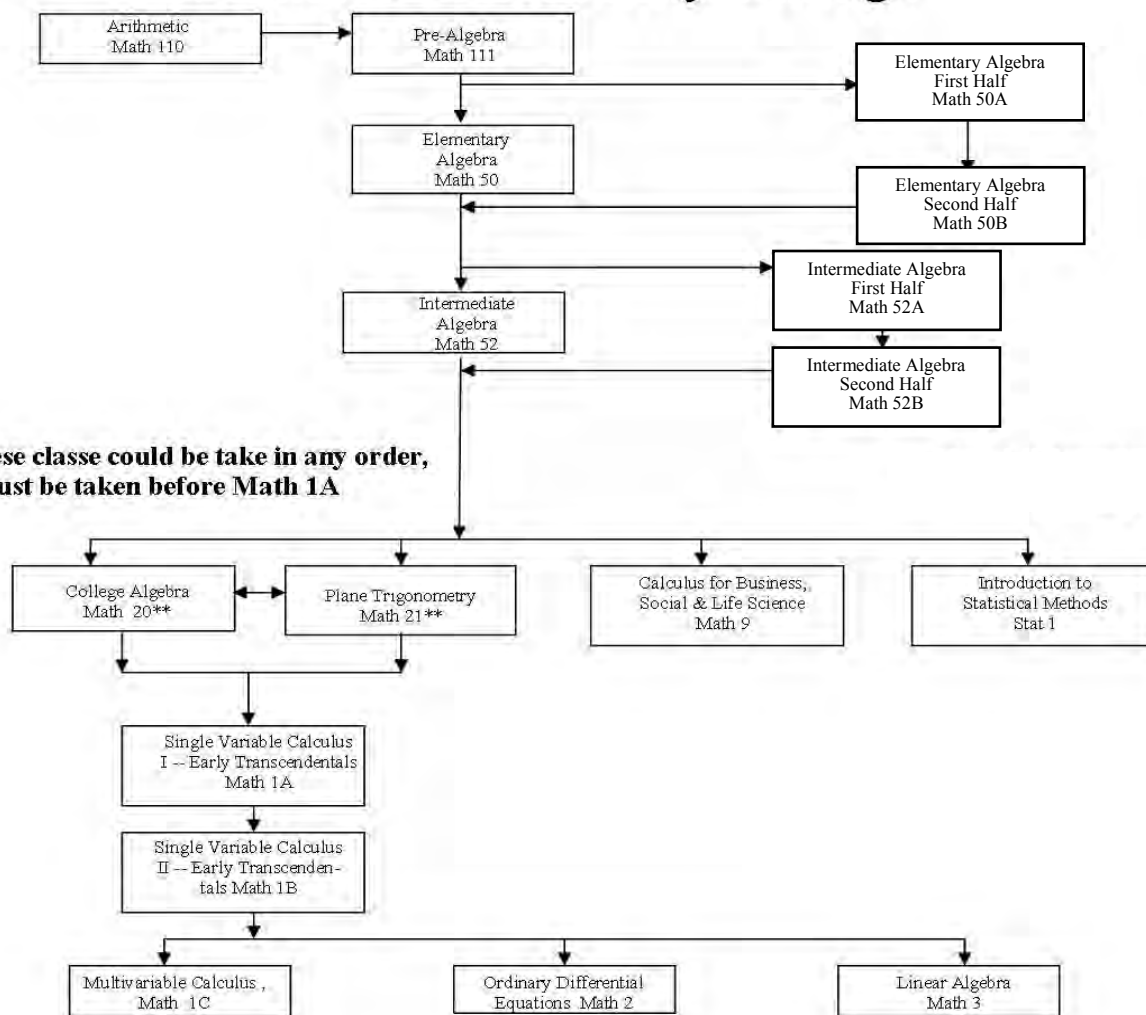 Arithmetic
Math 110
Pre-Algebra
Math 111
Elementary Algebra
First Half
Math 50A
Elementary
Algebra
Math 50
Elementary Algebra
Second Half
Math 50B
Intermediate Algebra
First Half
Math 52A
Intermediate
Algebra
Math 52
Intermediate Algebra
Second Half
Math 52B
ese classe could be take in any order,
ust be taken before Math 1A
College Algebra
Math 20**
Plane Trigonometry
Math 21**
Calculus for Business,
Social & Life Science
Math 9
Introduction to
Statistical Methods
Stat 1
Single Variable Calculus
I -- Early Transcendentals
Math 1A
Single Variable Calculus
II -- Early Transcenden-
tals Math 1B
Multivariable Calculus ,
Math 1C
Ordinary Differential
Equations Math 2
Linear Algebra
Math 3